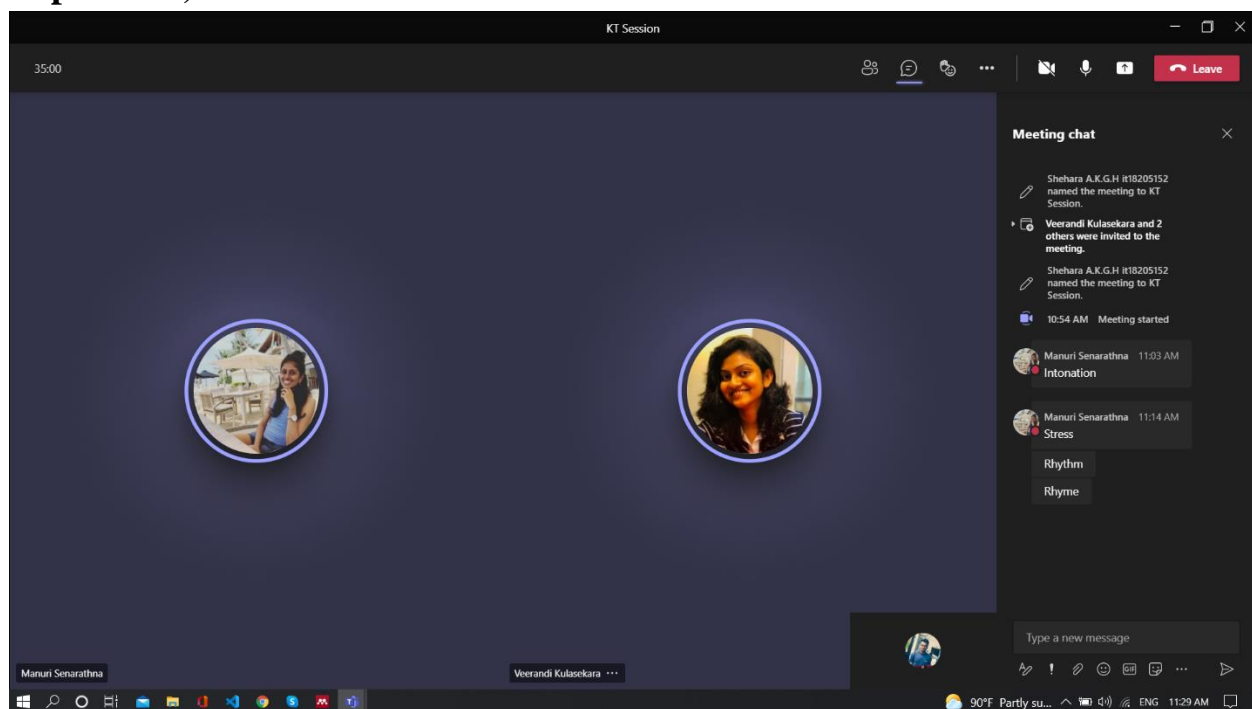 KT Session
35:00
Leave
Meeting chat
Shehara A.K.G.H it18205152
named the meeting to KT
Session.
Veerandi Kulasekara and 2
others were invited to the
meeting.
Shehara A.K.G.H it18205152
named the meeting to KT
Session.
10:54 AM Meeting started
Manuri Senarathna 11:03 AM
Intonation
Manuri Senarathna 11:14 AM
Stress
Rhythm
Rhyme
Type a new message
GIF
Manuri Senarathna
Veerandi Kulasekara ...
90°F Partly su... ENG 11:29 AM